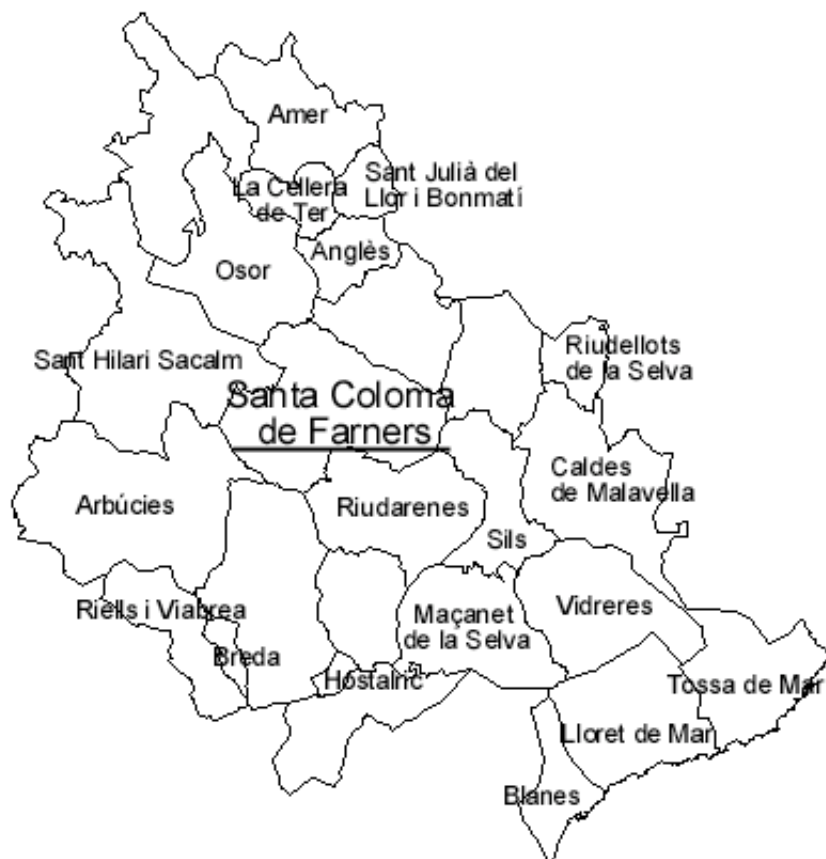 Amer
La Cellera
de Ter
Sant Julià del
Llor i Bonmatí
Anglès
Osor
Sant Hilari Sacalm
Riudellots
de la Selva
Santa Coloma
de Farners
Caldes
de Malavella
Arbúcies
Riudarenes
Sils
Riells i Viabrea
Maçanet
de la Selva
Vidreres
Breda
Hostalric
Tossa de Mar
Lloret de Mar
Blanes